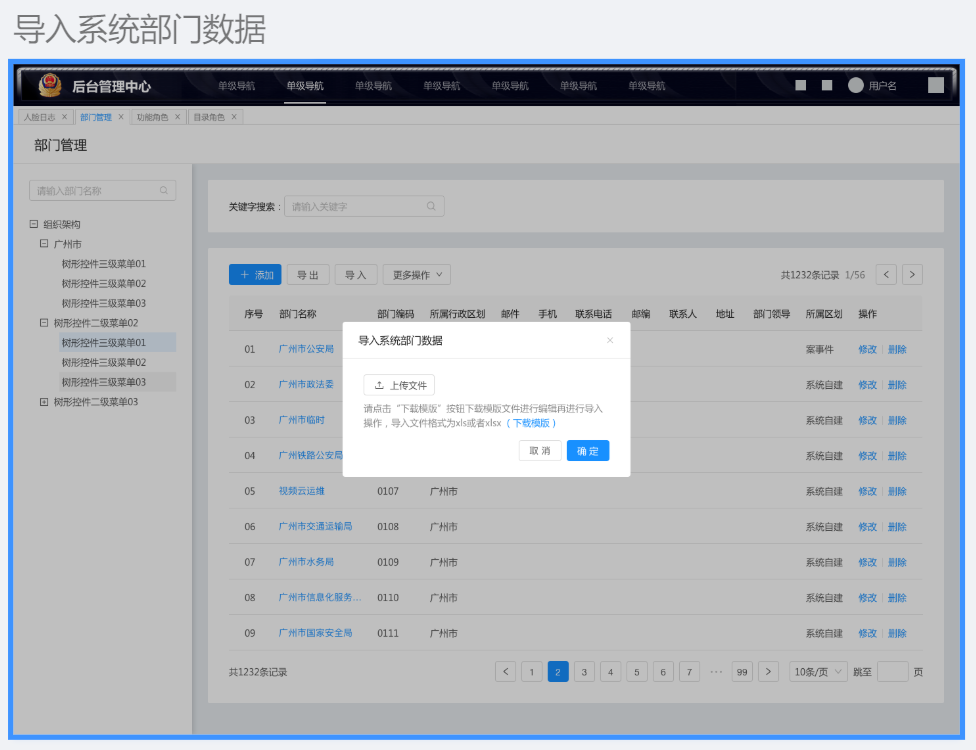 导入系统部门数据
后台管理中心 单级导航 单级导航 单级导航 单级导航 单级导航 单级导航 单级导航 用户名
人脸日志 × 部门管理 × 功能角色 × 目录角色 ×
部门管理
请输入部门名称
关键字搜索： 请输入关键字
组织架构
广州市
树形控件三级菜单01
树形控件三级菜单02
树形控件三级菜单03
树形控件二级菜单02
树形控件三级菜单01
树形控件三级菜单02
树形控件三级菜单03
树形控件二级菜单03
+ 添加 导 出 导 入 更多操作 共1232条记录 1/56 < >
序号 部门名称 部门编码 所属行政区划 邮件 手机 联系电话 邮编 联系人 地址 部门领导 所属区划 操作
01 广州市公安局 案事件 修改 删除
02 广州市政法委 系统自建 修改 删除
03 广州市临时 系统自建 修改 删除
04 广州铁路公安局 系统自建 修改 删除
05 视频云运维 0107 广州市 系统自建 修改 删除
06 广州市交通运输局 0108 广州市 系统自建 修改 删除
07 广州市水务局 0109 广州市 系统自建 修改 删除
08 广州市信息化服务... 0110 广州市 系统自建 修改 删除
09 广州市国家安全局 0111 广州市 系统自建 修改 删除
导入系统部门数据 ×
上传文件
请点击“下载模版”按钮下载模版文件进行编辑再进行导入
操作，导入文件格式为xls或者xlsx（下载模版）
取 消 确 定
共1232条记录 < 1 2 3 4 5 6 7 ··· 99 > 10条/页 跳至 页